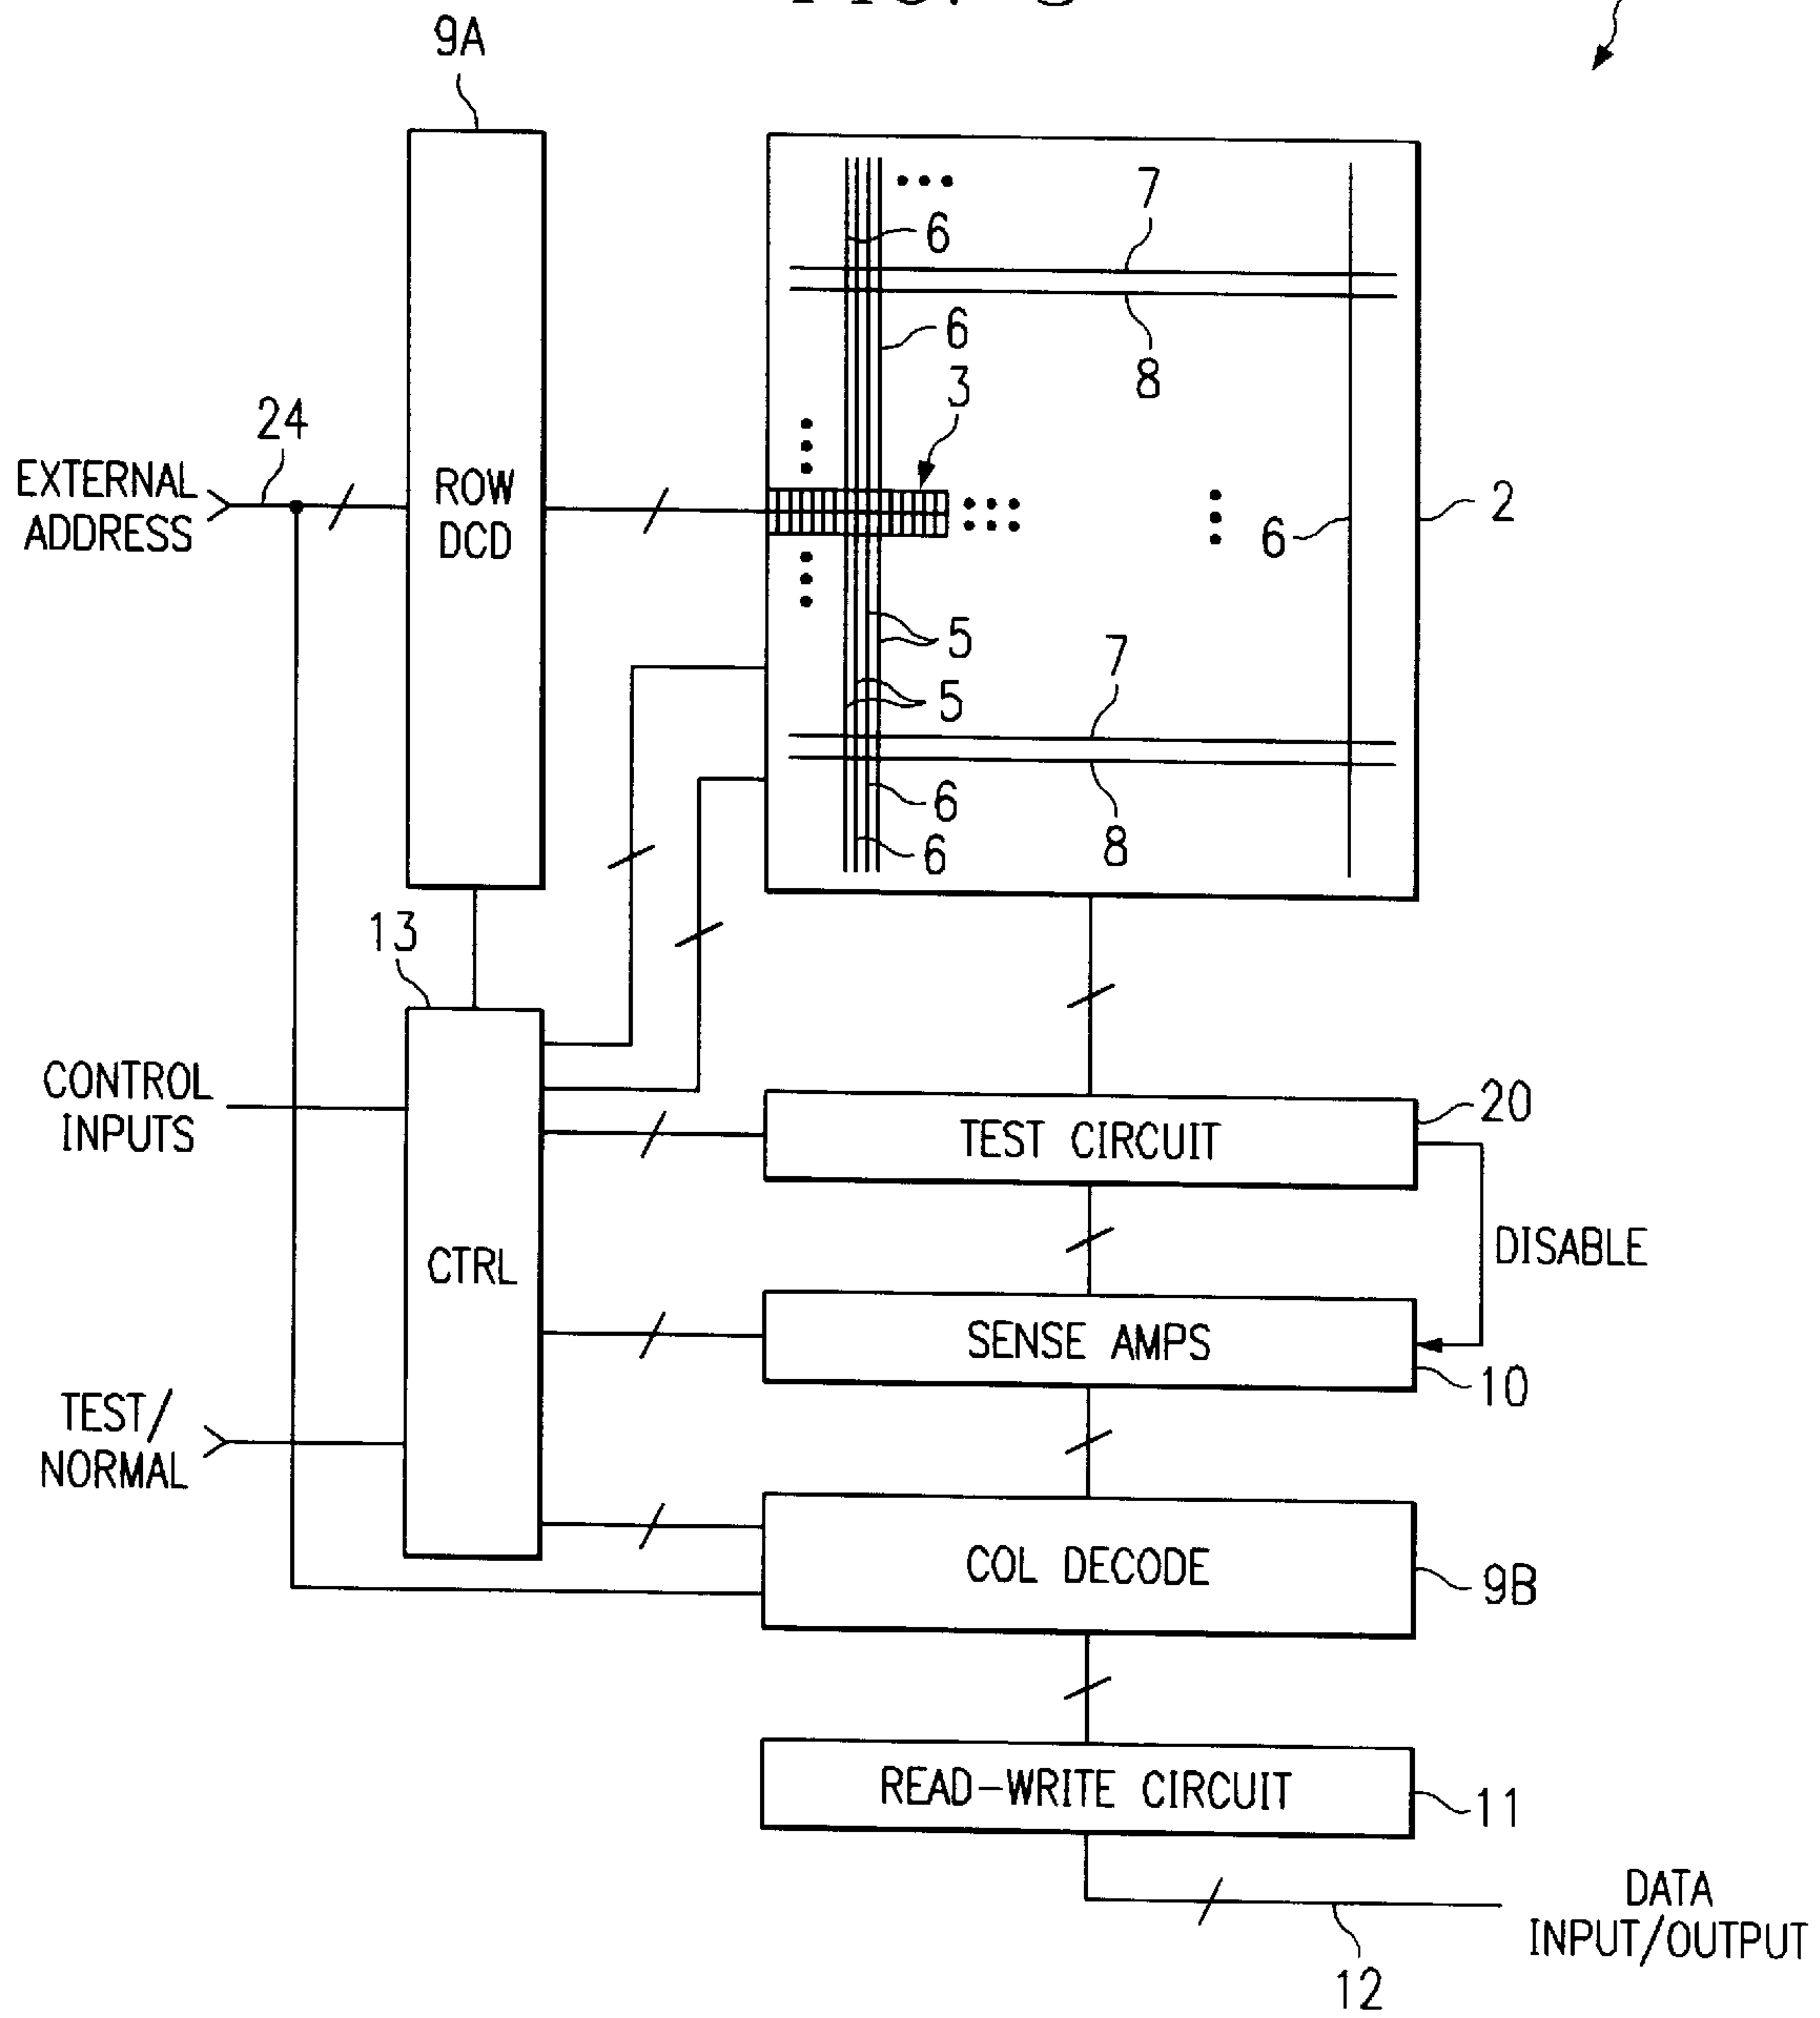 9A
7
6
6
8
3
24
EXTERNAL
ADDRESS
ROW
DCD
2
6
5
7
5
6
8
6
13
CONTROL
INPUTS
20
TEST CIRCUIT
DISABLE
CTRL
SENSE AMPS
10
TEST/
NORMAL
COL DECODE
9B
READ-WRITE CIRCUIT
11
DATA
INPUT/OUTPUT
12